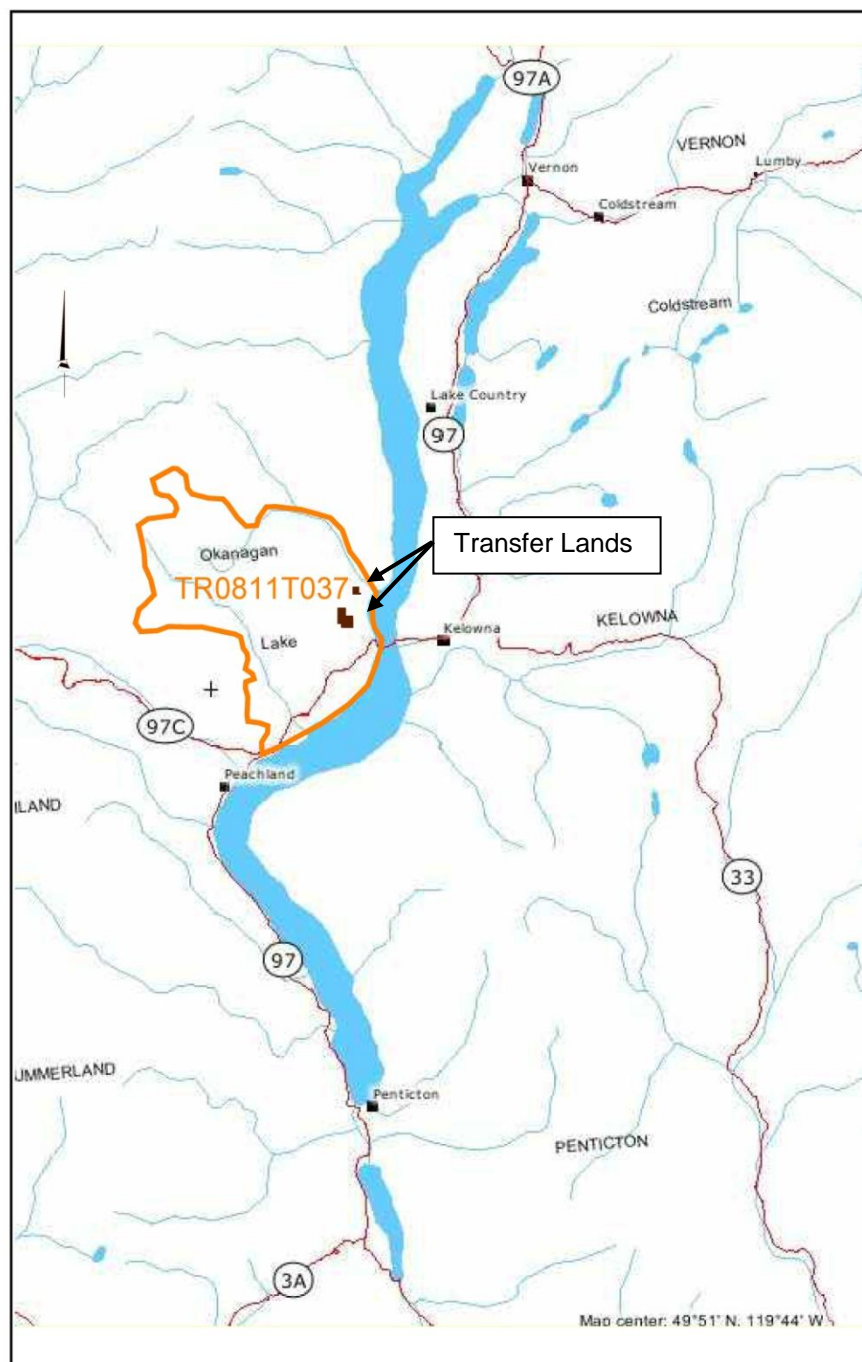 97A
VERNON
Lumby
Vernon
Coldstream
Coldstream
Lake Country
97
Transfer Lands
Okanagan
TR0811T037
Lake
Kelowna
KELOWNA
97C
Peachland
ILAND
33
97
UMMERLAND
Penticton
PENTICTON
3A
Map center: 49°51' N, 119°44' W